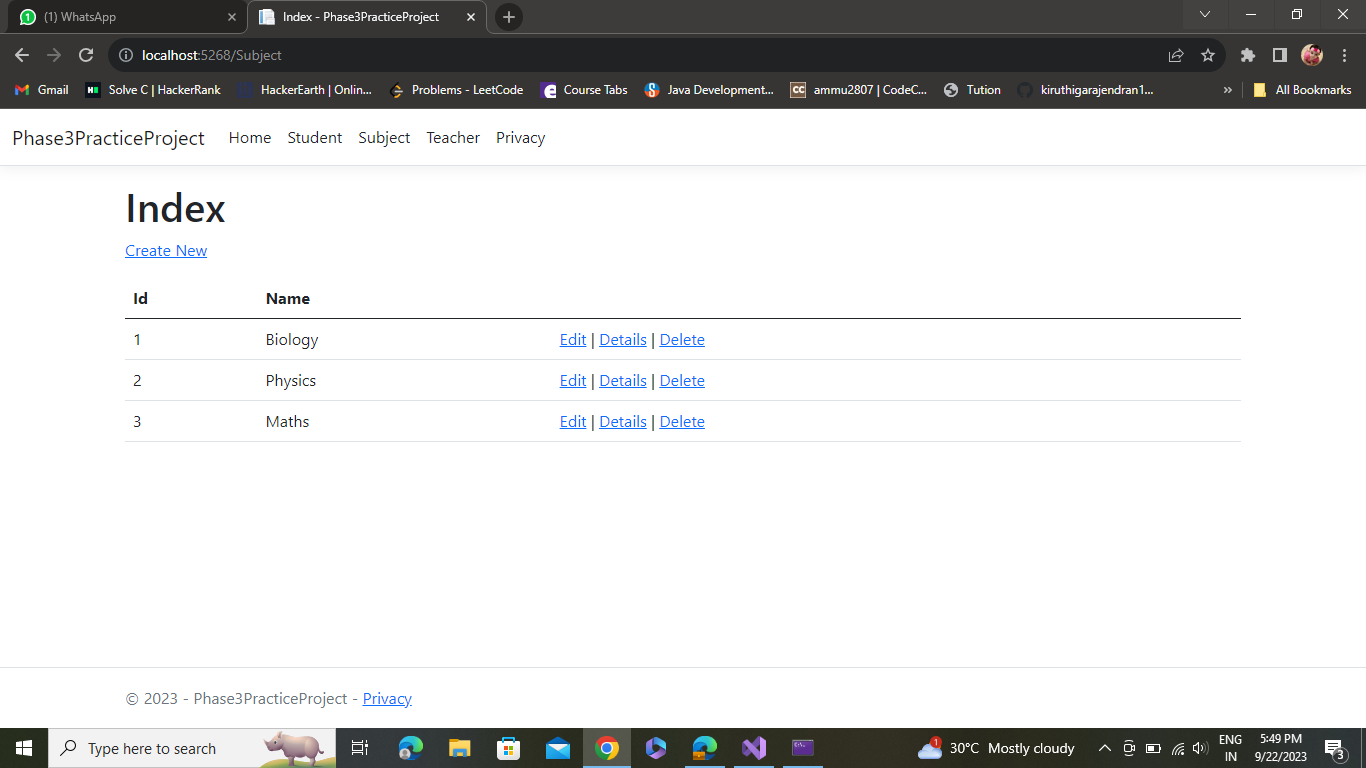 (1) WhatsApp
Index - Phase3PracticeProject
localhost:5268/Subject
Gmail
Solve C | HackerRank
HackerEarth | Onlin...
Problems - LeetCode
Course Tabs
Java Development...
CC ammu2807 | CodeC...
Tution
kiruthigarajendran1...
» All Bookmarks
Phase3PracticeProject Home Student Subject Teacher Privacy
Index
Create New
Id Name
1 Biology Edit | Details | Delete
2 Physics Edit | Details | Delete
3 Maths Edit | Details | Delete
© 2023 - Phase3PracticeProject - Privacy
Type here to search
1
30°C Mostly cloudy
ENG
IN
5:49 PM
9/22/2023
3